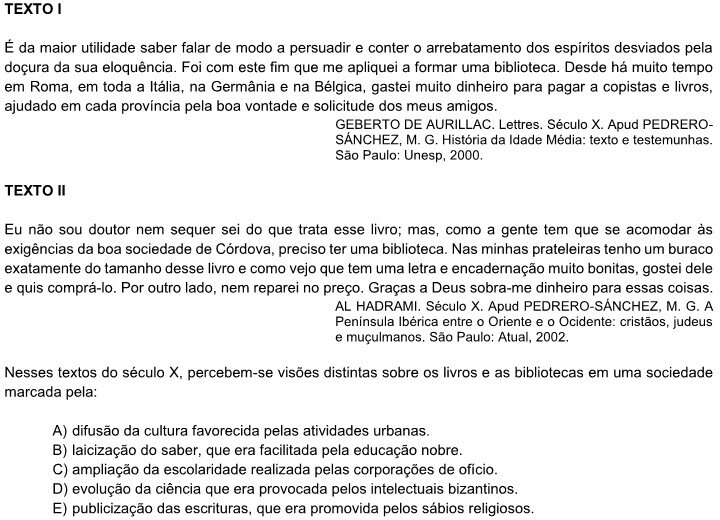 TEXTO I
É da maior utilidade saber falar de modo a persuadir e conter o arrebatamento dos espíritos desviados pela
doçura da sua eloquência. Foi com este fim que me apliquei a formar uma biblioteca. Desde há muito tempo
em Roma, em toda a Itália, na Germânia e na Bélgica, gastei muito dinheiro para pagar a copistas e livros,
ajudado em cada província pela boa vontade e solicitude dos meus amigos.
GEBERTO DE AURILLAC. Lettres. Século X. Apud PEDRERO-
SÁNCHEZ, M. G. História da Idade Média: texto e testemunhas.
São Paulo: Unesp, 2000.
TEXTO II
Eu não sou doutor nem sequer sei do que trata esse livro; mas, como a gente tem que se acomodar às
exigências da boa sociedade de Córdova, preciso ter uma biblioteca. Nas minhas prateleiras tenho um buraco
exatamente do tamanho desse livro e como vejo que tem uma letra e encadernação muito bonitas, gostei dele
e quis comprá-lo. Por outro lado, nem reparei no preço. Graças a Deus sobra-me dinheiro para essas coisas.
AL HADRAMI. Século X. Apud PEDRERO-SÁNCHEZ, M. G. A
Península Ibérica entre o Oriente e o Ocidente: cristãos, judeus
e muçulmanos. São Paulo: Atual, 2002.
Nesses textos do século X, percebem-se visões distintas sobre os livros e as bibliotecas em uma sociedade
marcada pela:
A) difusão da cultura favorecida pelas atividades urbanas.
B) laicização do saber, que era facilitada pela educação nobre.
C) ampliação da escolaridade realizada pelas corporações de ofício.
D) evolução da ciência que era provocada pelos intelectuais bizantinos.
E) publicização das escrituras, que era promovida pelos sábios religiosos.